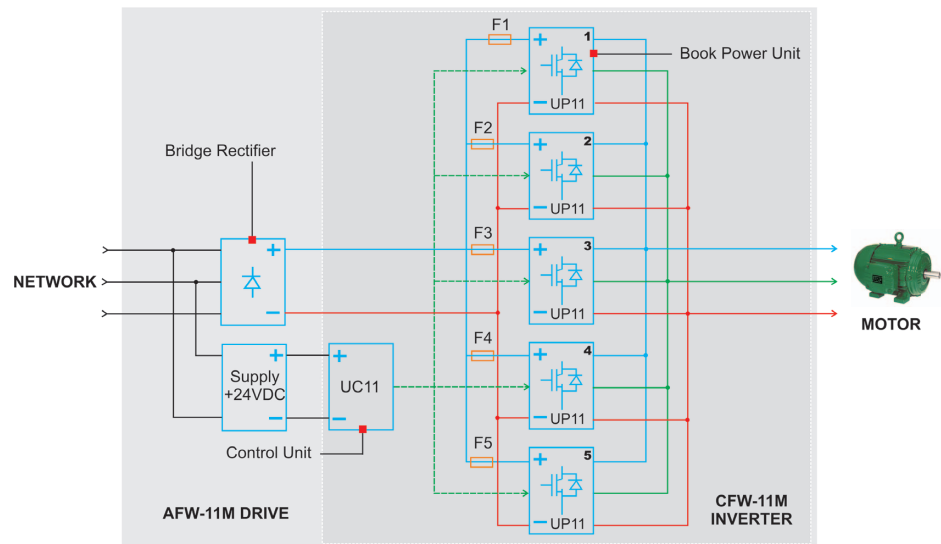 F1
+
1
Book Power Unit
−
UP11
F2
+
2
Bridge Rectifier
−
UP11
F3
+
+
3
NETWORK
−
−
UP11
MOTOR
F4
+
+
+
4
Supply
+24VDC
UC11
−
−
−
UP11
F5
Control Unit
+
5
AFW-11M DRIVE
CFW-11M
INVERTER
−
UP11